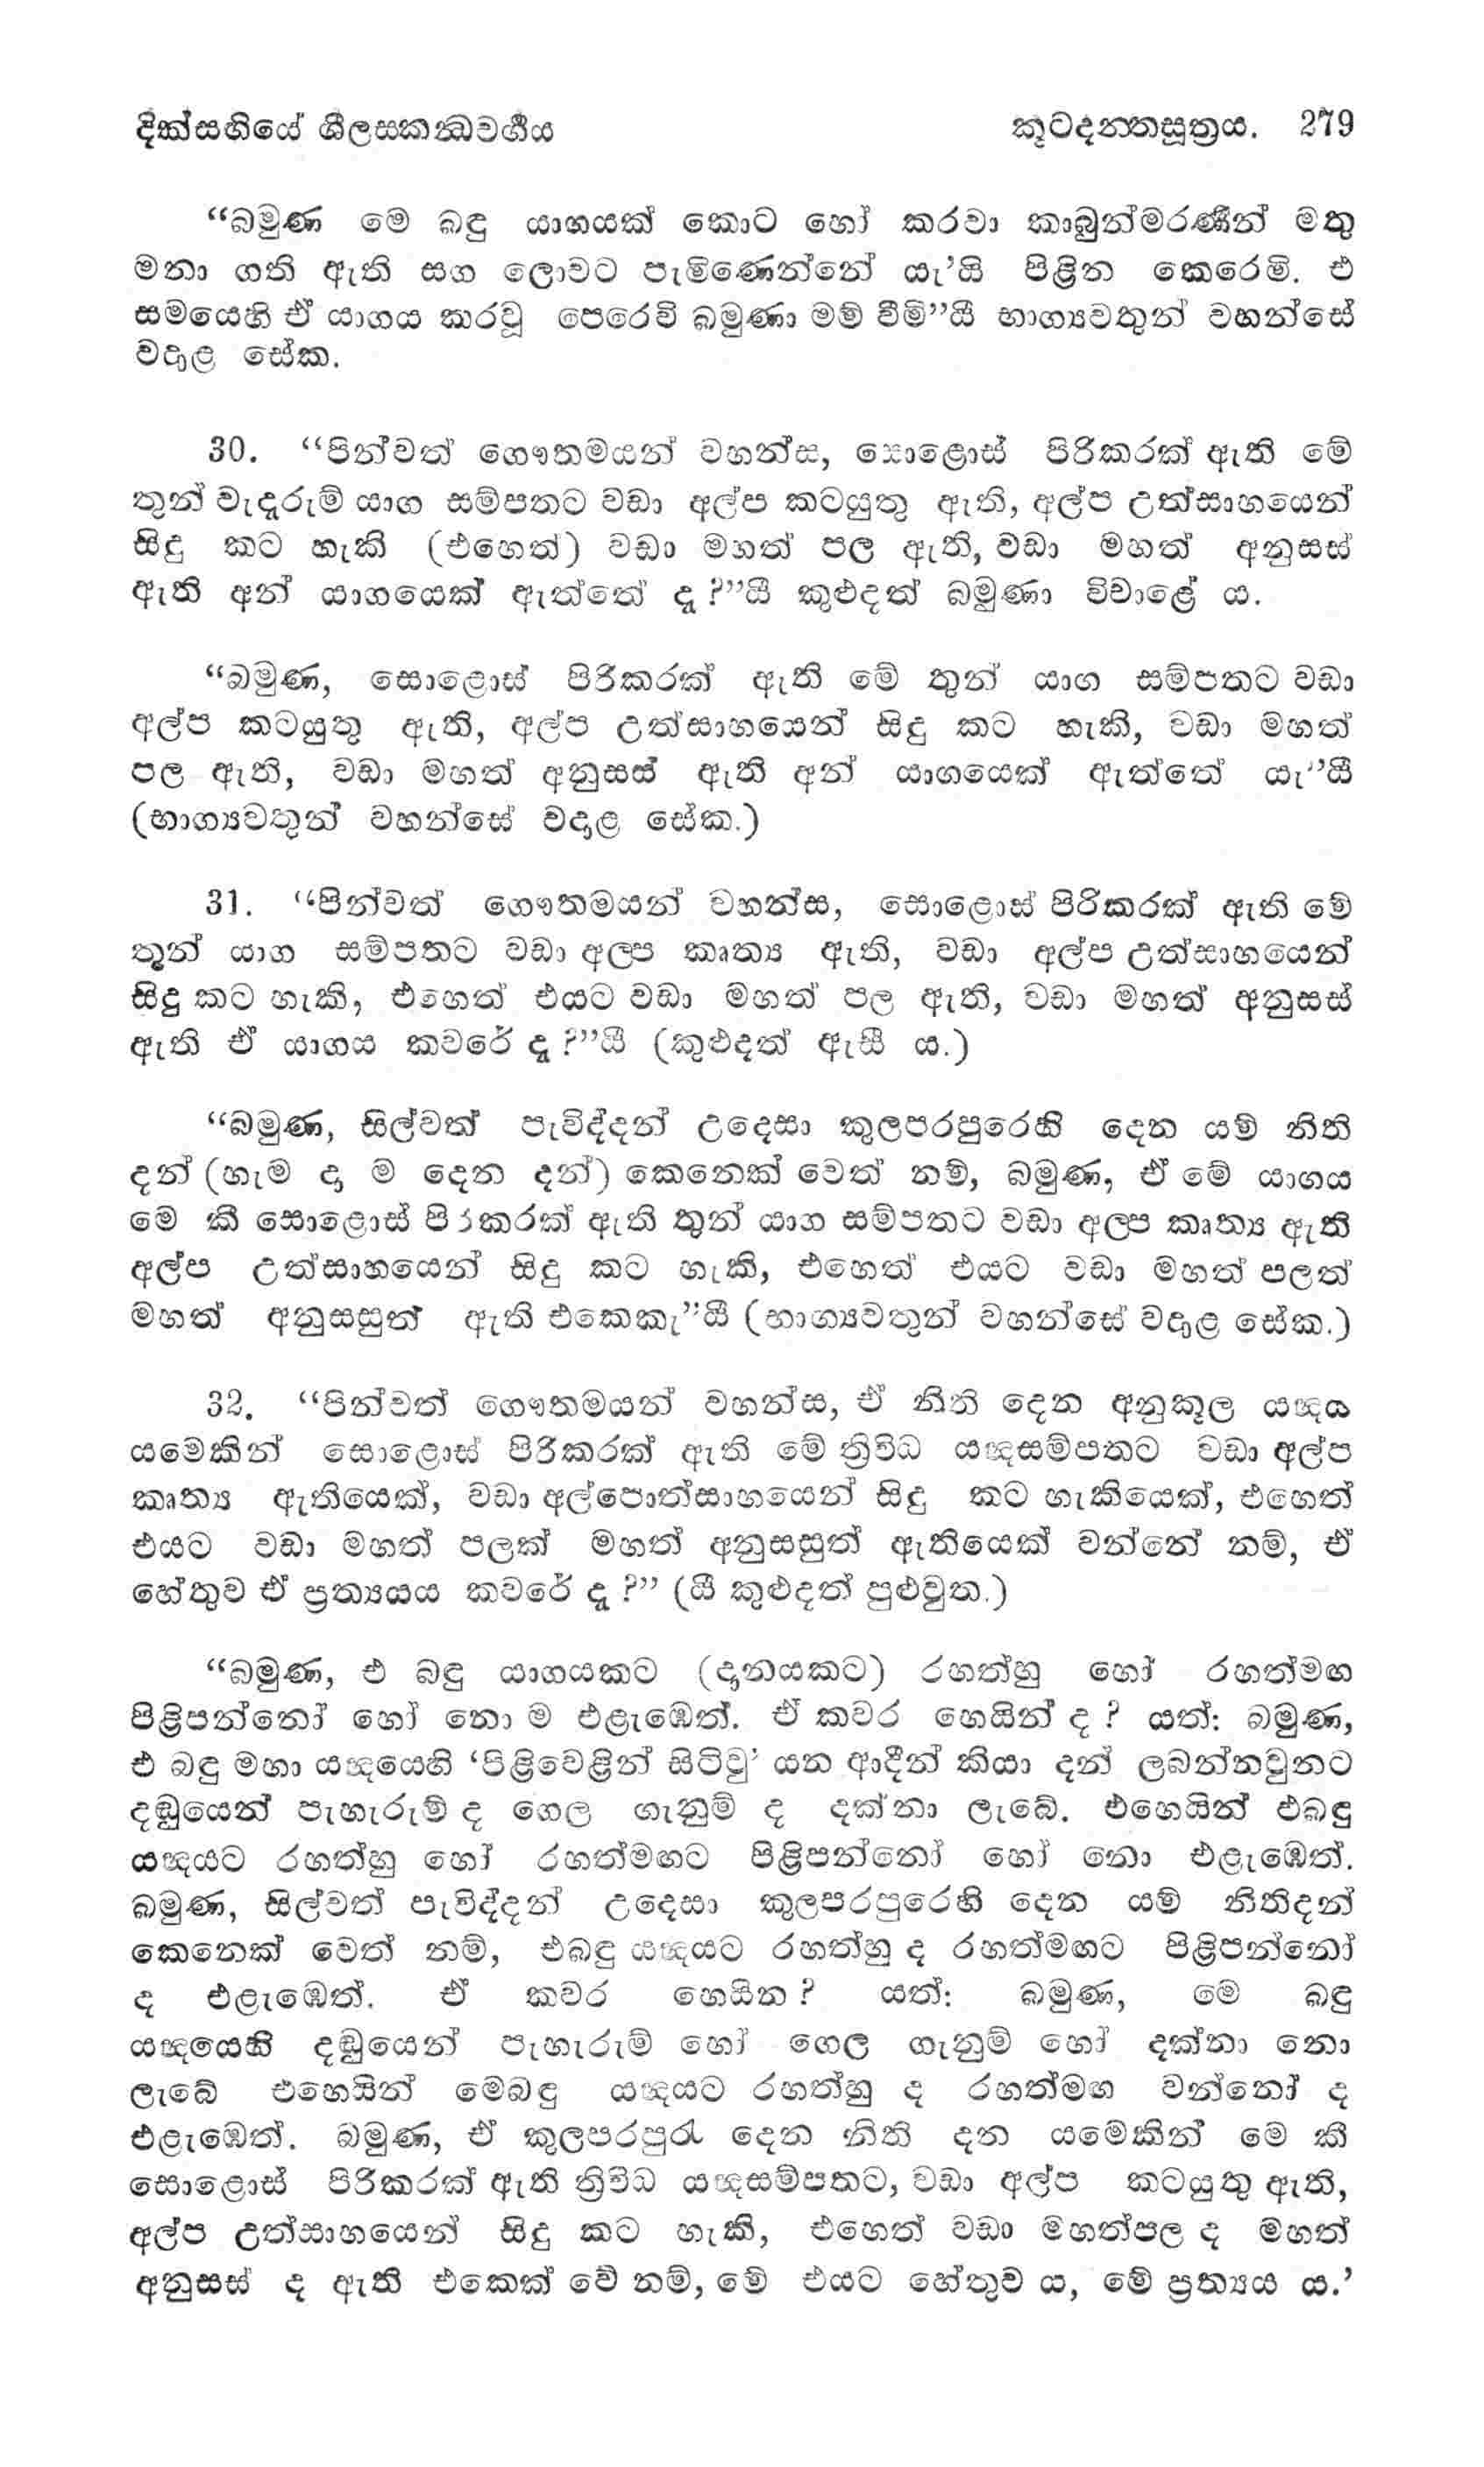 දික්සඟියේ ශීලසකන්‍ධවර්‍ගය කූටදන්තසූත්‍රය. 279
“බමුණ මෙ බඳු යාගයක් කොට හෝ කරවා කාබුන්මරණින් මතු
මනා ගති ඇති සග ලොවට පැමිණෙන්නේ යැ’යි පිළින කෙරෙමි. එ
සමයෙහි ඒ යාගය කරවූ පෙරෙවි බමුණා මම් වීමි”යී භාග්‍යවතුන් වහන්සේ
වදාළ සේක.
30. “පින්වත් ගෞතමයන් වහන්ස, සොළොස් පිරිකරක් ඇති මේ
තුන් වැදෑරුම් යාග සම්පතට වඩා අල්ප කටයුතු ඇති, අල්ප උත්සාහයෙන්
සිදු කට හැකි (එහෙත්) වඩා මහත් පල ඇති, වඩා මහත් අනුසස්
ඇති අන් යාගයෙක් ඇත්තේ දැ ?”යී කුළුදත් බමුණා විචාළේ ය.
“බමුණ, සොළොස් පිරිකරක් ඇති මේ තුන් යාග සම්පතට වඩා
අල්ප කටයුතු ඇති, අල්ප උත්සාහයෙන් සිදු කට හැකි, වඩා මහත්
පල ඇති, වඩා මහත් අනුසස් ඇති අන් යාගයෙක් ඇත්තේ යැ”යී
(භාග්‍යවතුන් වහන්සේ වදාළ සේක.)
31. “පින්වත් ගෞතමයන් වහන්ස, සොළොස් පිරිකරක් ඇති මේ
තුන් යාග සම්පතට වඩා අල්ප කෘත්‍ය ඇති, වඩා අල්ප උත්සාහයෙන්
සිදු කට හැකි, එහෙත් එයට වඩා මහත් පල ඇති, වඩා මහත් අනුසස්
ඇති ඒ යාගය කවරේ දැ ?”යී (කුළුදත් ඇසී ය.)
“බමුණ, සිල්වත් පැවිද්දන් උදෙසා කුලපරපුරෙහි දෙන යම් නිති
දන් (හැම දා ම දෙන දන්) කෙනෙක් වෙත් නම්, බමුණ, ඒ මේ යාගය
මෙ කී සොළොස් පිරිකරක් ඇති තුන් යාග සම්පතට වඩා අල්ප කෘත්‍ය ඇති
අල්ප උත්සාහයෙන් සිදු කට හැකි, එහෙත් එයට වඩා මහත් පලත්
මහත් අනුසසුත් ඇති එකෙකැ”යී (භාග්‍යවතුන් වහන්සේ වදාළ සේක.)
32. “පින්වත් ගෞතමයන් වහන්ස, ඒ නිති දෙන අනුකූල යඥය
යමෙකින් සොළොස් පිරිකරක් ඇති මේ ත්‍රිවිධ යඥසම්පතට වඩා අල්ප
කෘත්‍ය ඇතියෙක්, වඩා අල්පොත්සාහයෙන් සිදු කට හැකියෙක්, එහෙත්
එයට වඩා මහත් පලක් මහත් අනුසසුත් ඇතියෙක් වන්නේ නම්, ඒ
හේතුව ඒ ප්‍රත්‍යයය කවරේ දැ ?” (යී කුළුදත් පුළුවුත.)
“බමුණ, එ බඳු යාගයකට (දානයකට) රහත්හු හෝ රහත්මඟ
පිළිපන්නෝ හෝ නො ම එළැඹෙත්. ඒ කවර හෙයින් ද ? යත්: බමුණ,
එ බඳු මහා යඥයෙහි ‘පිළිවෙළින් සිටිවු’ යන ආදීන් කියා දන් ලබන්නවුනට
දඬුයෙන් පැහැරුම් ද ගෙල ගැනුම් ද දක්නා ලැබේ. එහෙයින් එබඳු
යඥයට රහත්හු හෝ රහත්මඟට පිළිපන්නෝ හෝ නො එළැඹෙත්.
බමුණ, සිල්වත් පැවිද්දන් උදෙසා කුලපරපුරෙහි දෙන යම් නිතිදන්
කෙනෙක් වෙත් නම්, එබඳු යඥයට රහත්හු ද රහත්මඟට පිළිපන්නෝ
ද එළැඹෙත්. ඒ කවර හෙයින ? යත්: බමුණ, මෙ බඳු
යඥයෙහි දඬුයෙන් පැහැරුම් හෝ ගෙල ගැනුම් හෝ දක්නා නො
ලැබේ එහෙයින් මෙබඳු යඥයට රහත්හු ද රහත්මඟ වන්නෝ ද
එළැඹෙත්. බමුණ, ඒ කුලපරපුරැ දෙන නිති දන යමෙකින් මෙ කී
සොළොස් පිරිකරක් ඇති ත්‍රිවිධ යඥසම්පතට, වඩා අල්ප කටයුතු ඇති,
අල්ප උත්සාහයෙන් සිදු කට හැකි, එහෙත් වඩා මහත්පල ද මහත්
අනුසස් ද ඇති එකෙක් වේ නම්, මේ එයට හේතුව ය, මේ ප්‍රත්‍යය ය.’